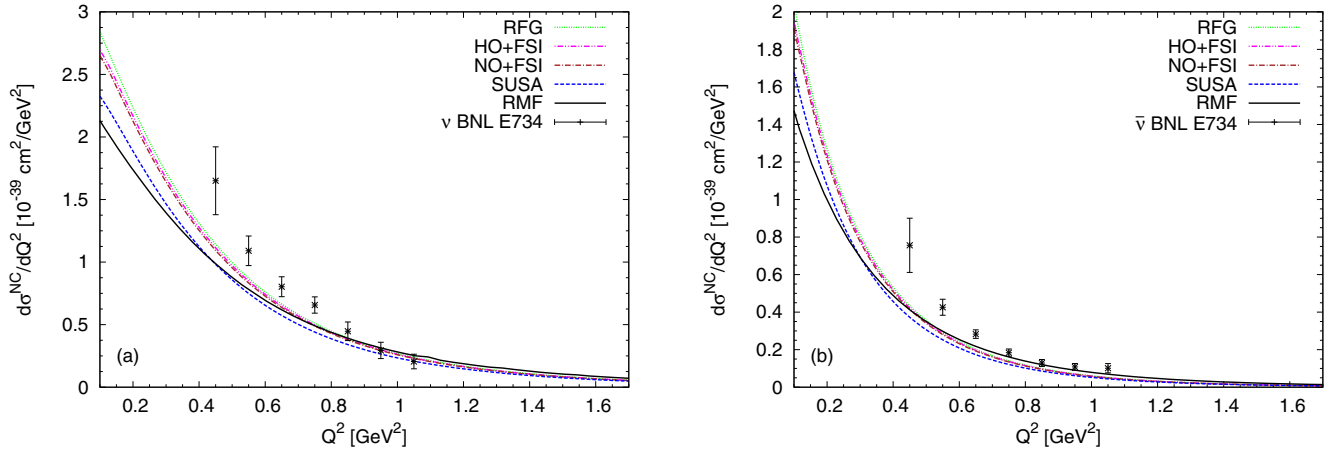 3
2.5
2
1.5
1
0.5
0
dσ^NC/dQ^2 [10^-39 cm^2/GeV^2]
RFG
HO+FSI
NO+FSI
SUSA
RMF
ν BNL E734
(a)
0.2 0.4 0.6 0.8 1 1.2 1.4 1.6
Q^2 [GeV^2]
2
1.8
1.6
1.4
1.2
1
0.8
0.6
0.4
0.2
0
dσ^NC/dQ^2 [10^-39 cm^2/GeV^2]
RFG
HO+FSI
NO+FSI
SUSA
RMF
ν̄ BNL E734
(b)
0.2 0.4 0.6 0.8 1 1.2 1.4 1.6
Q^2 [GeV^2]